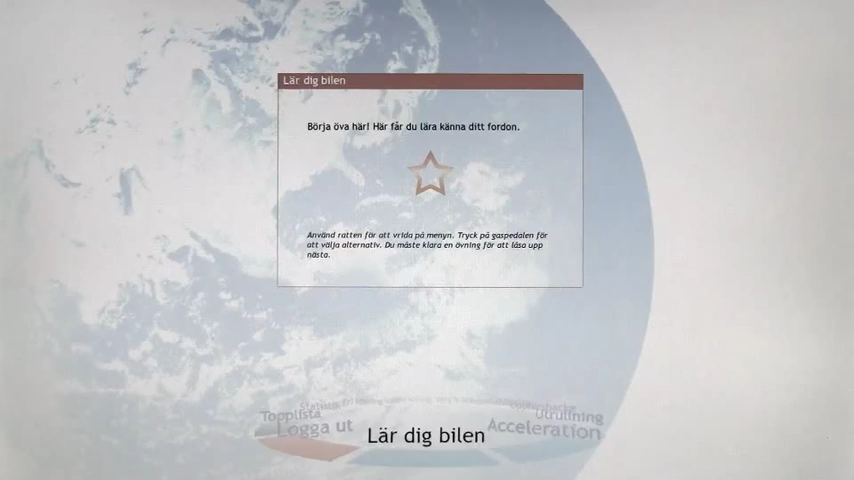 Lär dig bilen
Börja öva här! Här får du lära känna ditt fordon.
Använd ratten för att vrida på menyn. Tryck på gaspedalen för
att välja alternativ. Du måste klara en övning för att låsa upp
nästa.
Topplista
Utrullning
Logga ut
Lär dig bilen
Acceleration